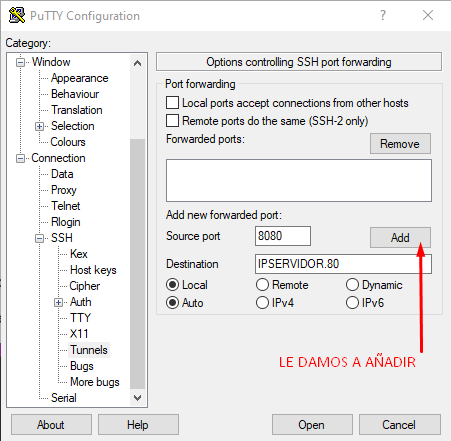 PuTTY Configuration
?
Category:
Window
Appearance
Behaviour
Translation
Selection
Colours
Connection
Data
Proxy
Telnet
Rlogin
SSH
Kex
Host keys
Cipher
Auth
TTY
X11
Tunnels
Bugs
More bugs
Serial
Options controlling SSH port forwarding
Port forwarding
Local ports accept connections from other hosts
Remote ports do the same (SSH-2 only)
Forwarded ports:
Remove
Add new forwarded port:
Source port 8080 Add
Destination IPSERVIDOR.80
Local Remote Dynamic
Auto IPv4 IPv6
LE DAMOS A AÑADIR
About Help Open Cancel